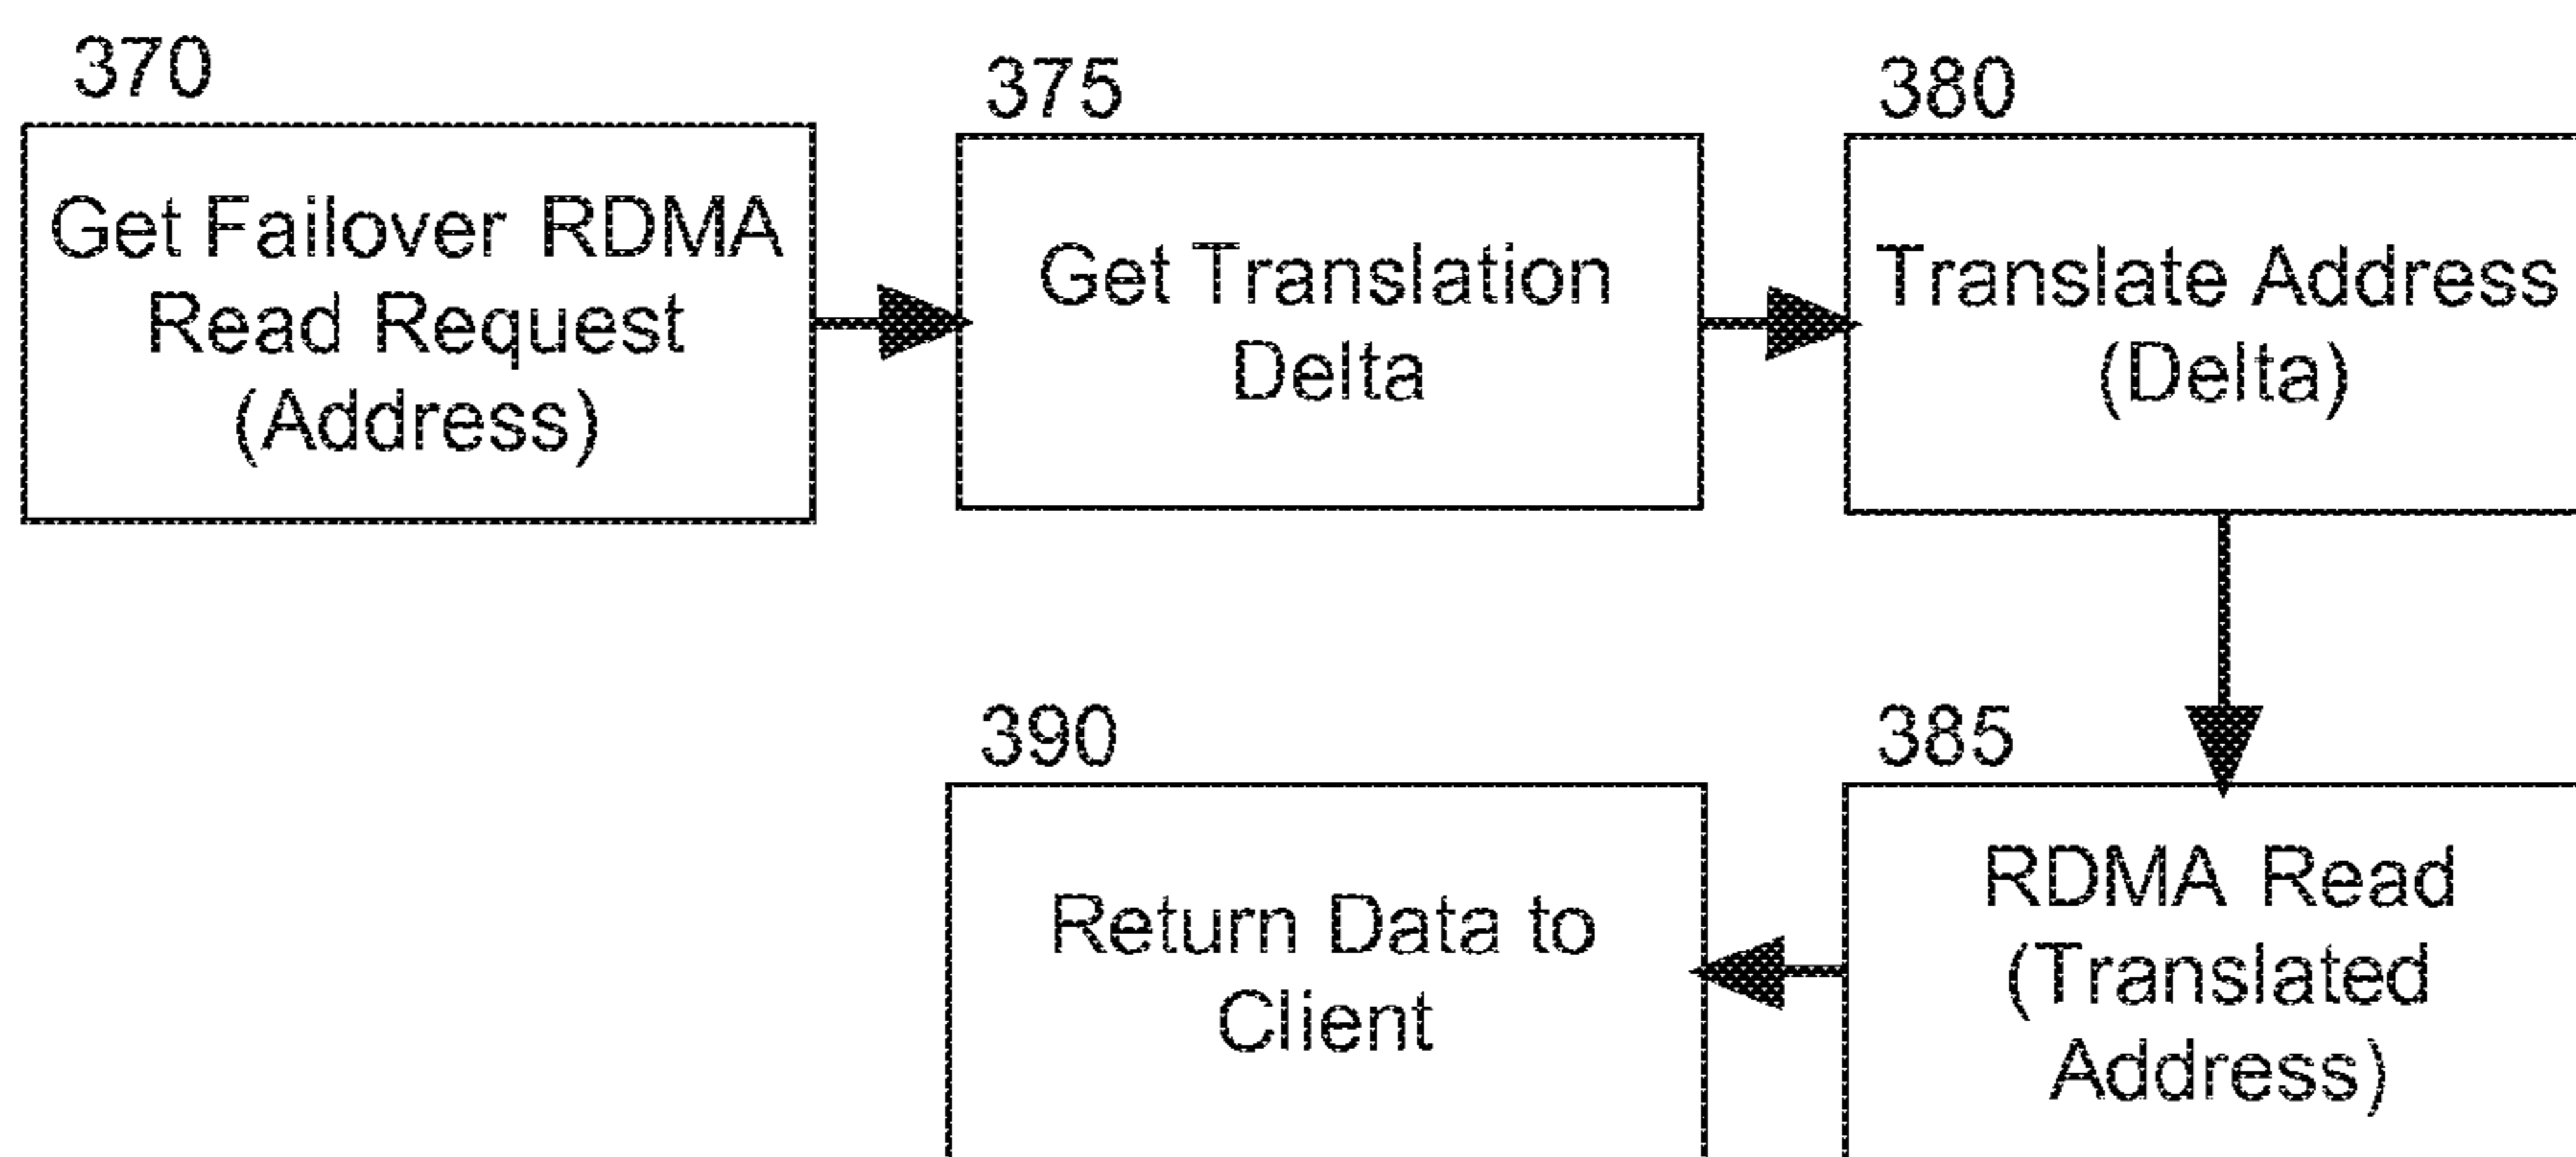 370
Get Failover RDMA
Read Request
(Address)
375
Get Translation
Delta
380
Translate Address
(Delta)
385
RDMA Read
(Translated
Address)
390
Return Data to
Client